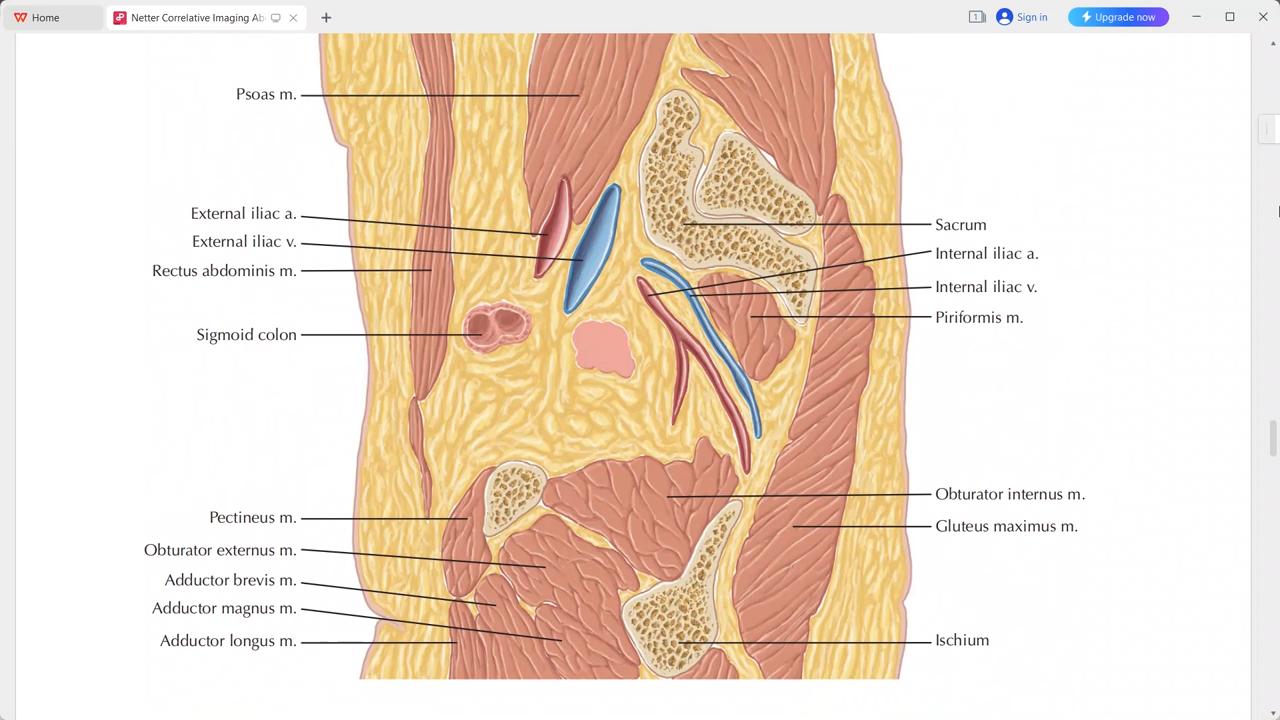 Home
Netter Correlative Imaging Ab
1
Sign in
Upgrade now
Psoas m.
External iliac a.
External iliac v.
Rectus abdominis m.
Sigmoid colon
Pectineus m.
Obturator externus m.
Adductor brevis m.
Adductor magnus m.
Adductor longus m.
Sacrum
Internal iliac a.
Internal iliac v.
Piriformis m.
Obturator internus m.
Gluteus maximus m.
Ischium